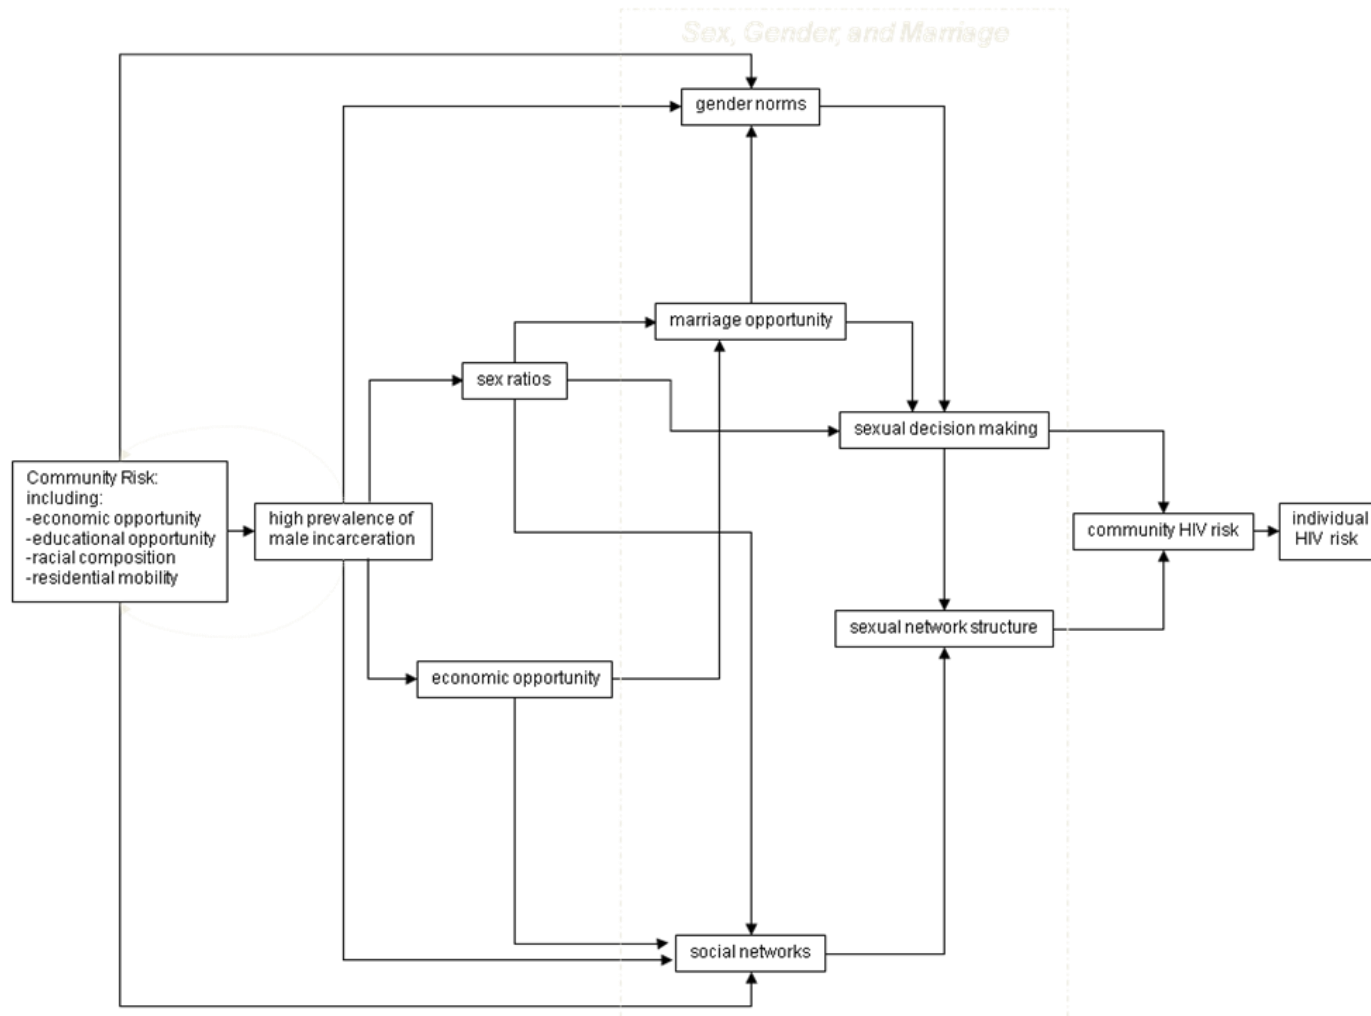 Sex, Gender, and Marriage
gender norms
marriage opportunity
sex ratios
sexual decision making
Community Risk:
including:
-economic opportunity
-educational opportunity
-racial composition
-residential mobility
high prevalence of
male incarceration
community HIV risk
individual
HIV risk
sexual network structure
economic opportunity
social networks